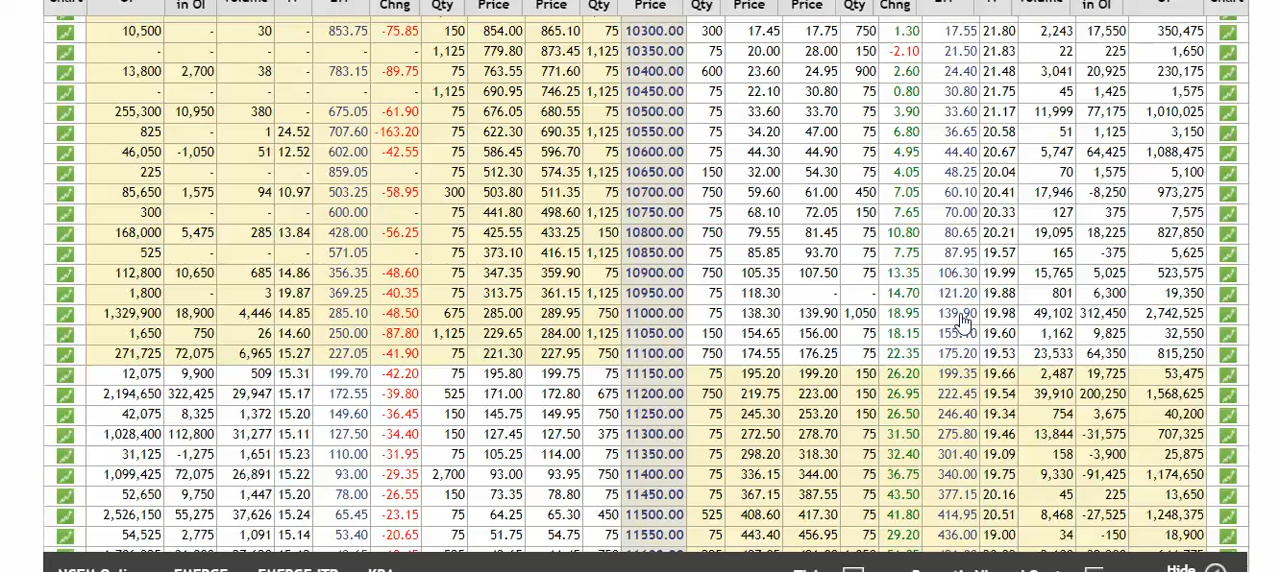 in OI Chng Qty Price Price Qty Price Qty Price Price Qty Chng in OI
10,500 - 30 - 853.75 -75.85 150 854.00 865.10 75 10300.00 300 17.45 17.75 750 1.30 17.55 21.80 2,243 17,550 350,475
- - - - - - 1,125 779.80 873.45 1,125 10350.00 75 20.00 28.00 150 -2.10 21.50 21.83 22 225 1,650
13,800 2,700 38 - 783.15 -89.75 75 763.55 771.60 75 10400.00 600 23.60 24.95 900 2.60 24.40 21.48 3,041 20,925 230,175
- - - - - - 1,125 690.95 746.25 1,125 10450.00 75 22.10 30.80 75 0.80 30.80 21.75 45 1,425 1,575
255,300 10,950 380 - 675.05 -61.90 75 676.05 680.55 75 10500.00 75 33.60 33.70 75 3.90 33.60 21.17 11,999 77,175 1,010,025
825 - 1 24.52 707.60 -163.20 75 622.30 690.35 1,125 10550.00 75 34.20 47.00 75 6.80 36.65 20.58 51 1,125 3,150
46,050 -1,050 51 12.52 602.00 -42.55 75 586.45 596.70 75 10600.00 75 44.30 44.90 75 4.95 44.40 20.67 5,747 64,425 1,088,475
225 - - - 859.05 - 75 512.30 574.35 1,125 10650.00 150 32.00 54.30 75 4.05 48.25 20.04 70 1,575 5,100
85,650 1,575 94 10.97 503.25 -58.95 300 503.80 511.35 75 10700.00 750 59.60 61.00 450 7.05 60.10 20.41 17,946 -8,250 973,275
300 - - - 600.00 - 75 441.80 498.60 1,125 10750.00 75 68.10 72.05 150 7.65 70.00 20.33 127 375 7,575
168,000 5,475 285 13.84 428.00 -56.25 75 425.55 433.25 150 10800.00 75 79.55 81.45 75 10.80 80.65 20.21 19,095 18,225 827,850
525 - - - 571.05 - 75 373.10 416.15 1,125 10850.00 75 85.85 93.70 75 7.75 87.95 19.57 165 -375 5,625
112,800 10,650 685 14.86 356.35 -48.60 75 347.35 359.90 75 10900.00 750 105.35 107.50 75 13.35 106.30 19.99 15,765 5,025 523,575
1,800 - 3 19.87 369.25 -40.35 75 313.75 361.15 1,125 10950.00 75 118.30 - - 14.70 121.20 19.88 801 6,300 19,350
1,329,900 18,900 4,446 14.85 285.10 -48.50 675 285.00 289.95 750 11000.00 75 138.30 139.90 1,050 18.95 139.90 19.98 49,102 312,450 2,742,525
1,650 750 26 14.60 250.00 -87.80 1,125 229.65 284.00 1,125 11050.00 150 154.65 156.00 75 18.15 19.60 1,162 9,825 32,550
271,725 72,075 6,965 15.27 227.05 -41.90 75 221.30 227.95 750 11100.00 750 174.55 176.25 75 22.35 175.20 19.53 23,533 64,350 815,250
12,075 9,900 509 15.31 199.70 -42.20 75 195.80 199.75 75 11150.00 75 195.20 199.20 150 26.20 199.35 19.66 2,487 19,725 53,475
2,194,650 322,425 29,947 15.17 172.55 -39.80 525 171.00 172.80 675 11200.00 750 219.75 223.00 150 26.95 222.45 19.54 39,910 200,250 1,568,625
42,075 8,325 1,372 15.20 149.60 -36.45 150 145.75 149.95 750 11250.00 75 245.30 253.20 150 26.50 246.40 19.34 754 3,675 40,200
1,028,400 112,800 31,277 15.11 127.50 -34.40 150 127.45 127.50 375 11300.00 75 272.50 278.70 75 31.50 275.80 19.46 13,844 -31,575 707,325
31,125 -1,275 1,651 15.23 110.00 -31.95 75 105.25 114.00 75 11350.00 75 298.20 318.30 75 32.40 301.40 19.09 158 -3,900 25,875
1,099,425 72,075 26,891 15.22 93.00 -29.35 2,700 93.00 93.95 750 11400.00 75 336.15 344.00 75 36.75 340.00 19.75 9,330 -91,425 1,174,650
52,650 9,750 1,447 15.20 78.00 -26.55 150 73.35 78.80 75 11450.00 75 367.15 387.55 75 43.50 377.15 20.16 45 225 13,650
2,526,150 55,275 37,626 15.24 65.45 -23.15 75 64.25 65.30 450 11500.00 525 408.60 417.30 75 41.80 414.95 20.51 8,468 -27,525 1,248,375
54,525 2,775 1,091 15.14 53.40 -20.65 75 51.75 54.75 75 11550.00 75 443.40 456.95 75 29.20 436.00 19.00 34 -150 18,900
Hide